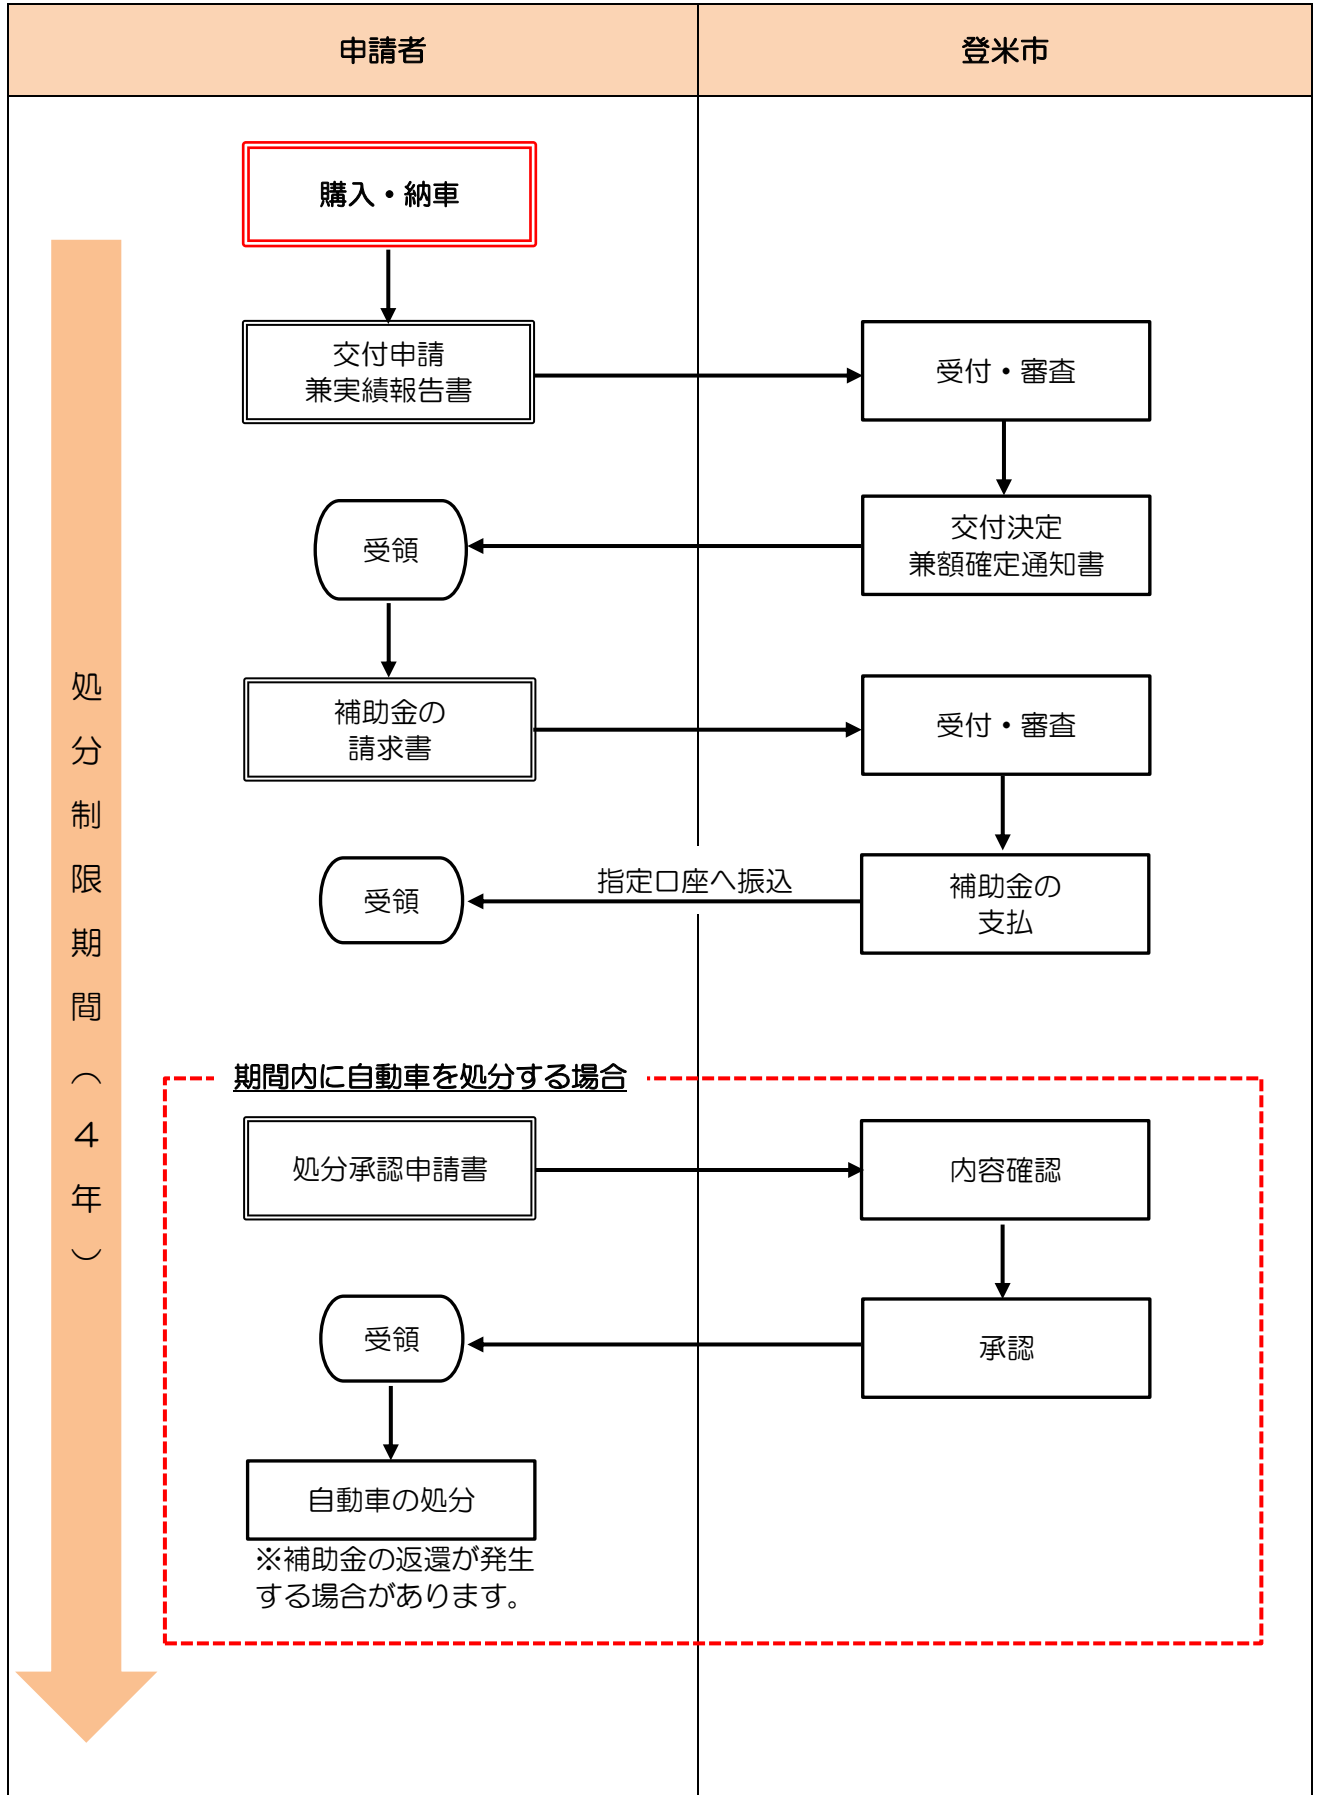 申請者
登米市
購入・納車
交付申請
兼実績報告書
受付・審査
交付決定
兼額確定通知書
受領
補助金の
請求書
受付・審査
補助金の
支払
指定口座へ振込
受領
処分制限期間（４年）
期間内に自動車を処分する場合
処分承認申請書
内容確認
承認
受領
自動車の処分
※補助金の返還が発生
する場合があります。